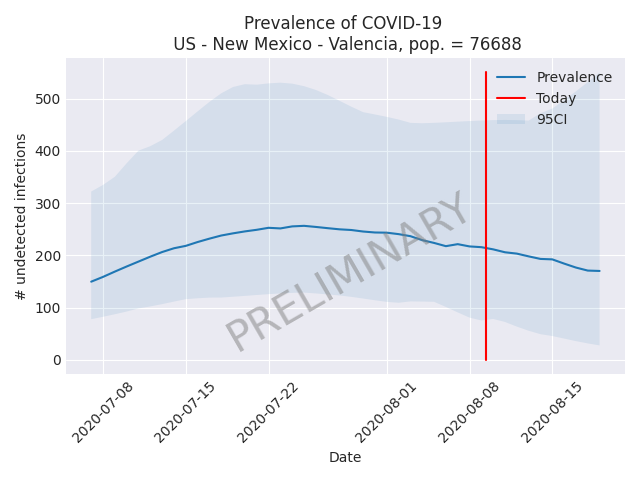 Prevalence of COVID-19
US - New Mexico - Valencia, pop. = 76688
Prevalence
Today
95CI
# undetected infections
500
400
300
200
100
0
PRELIMINARY
2020-07-08
2020-07-15
2020-07-22
2020-08-01
2020-08-08
2020-08-15
Date